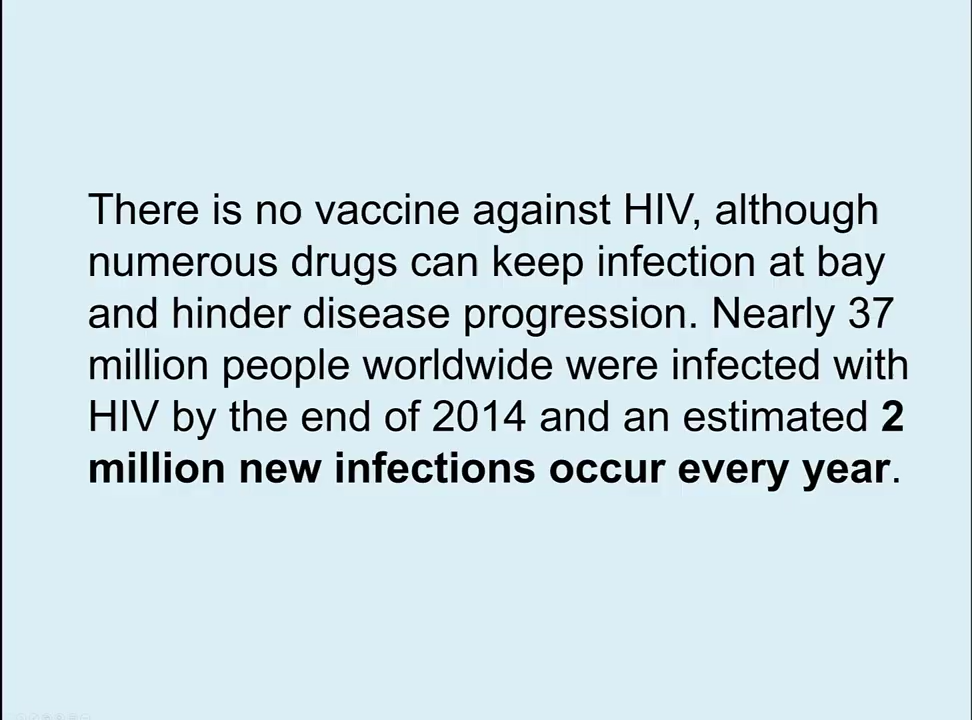 There is no vaccine against HIV, although
numerous drugs can keep infection at bay
and hinder disease progression. Nearly 37
million people worldwide were infected with
HIV by the end of 2014 and an estimated 2
million new infections occur every year.